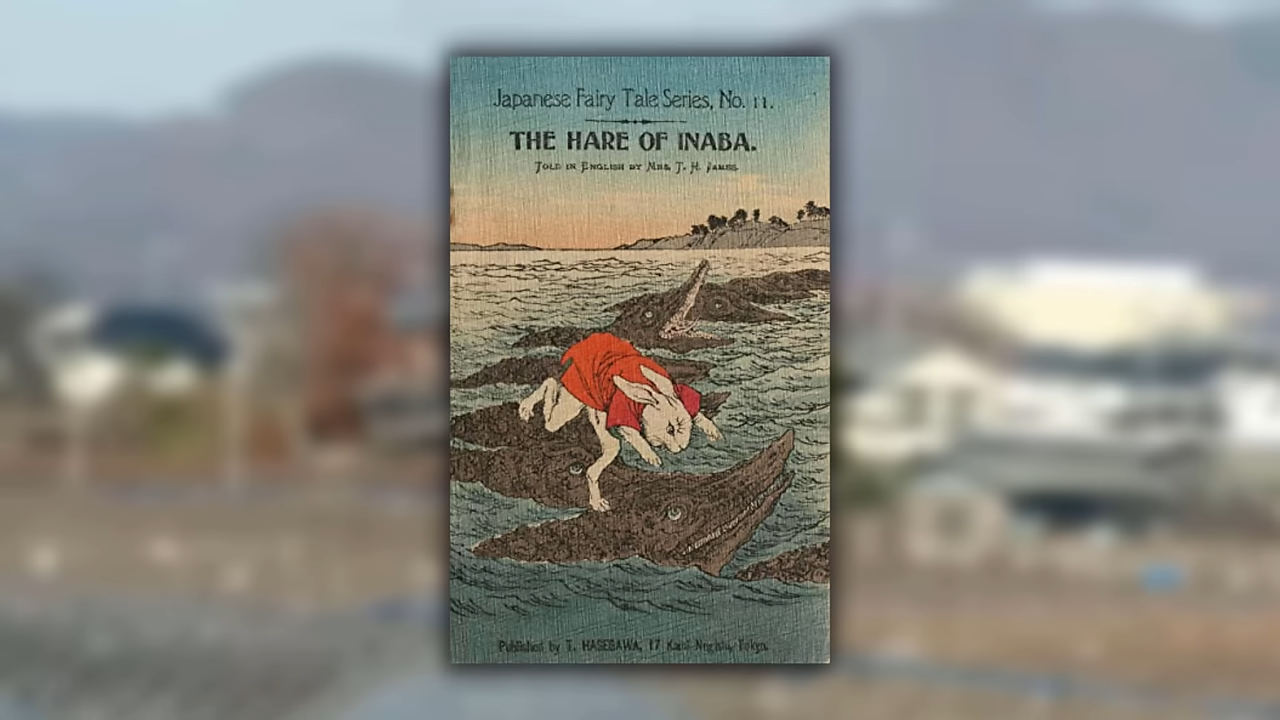 Japanese Fairy Tale Series, No. 11.
THE HARE OF INABA.
TOLD IN ENGLISH BY MRS. T. H. JAMES.
Published by T. HASEGAWA, 17 Kami Negishi, Tokyo.